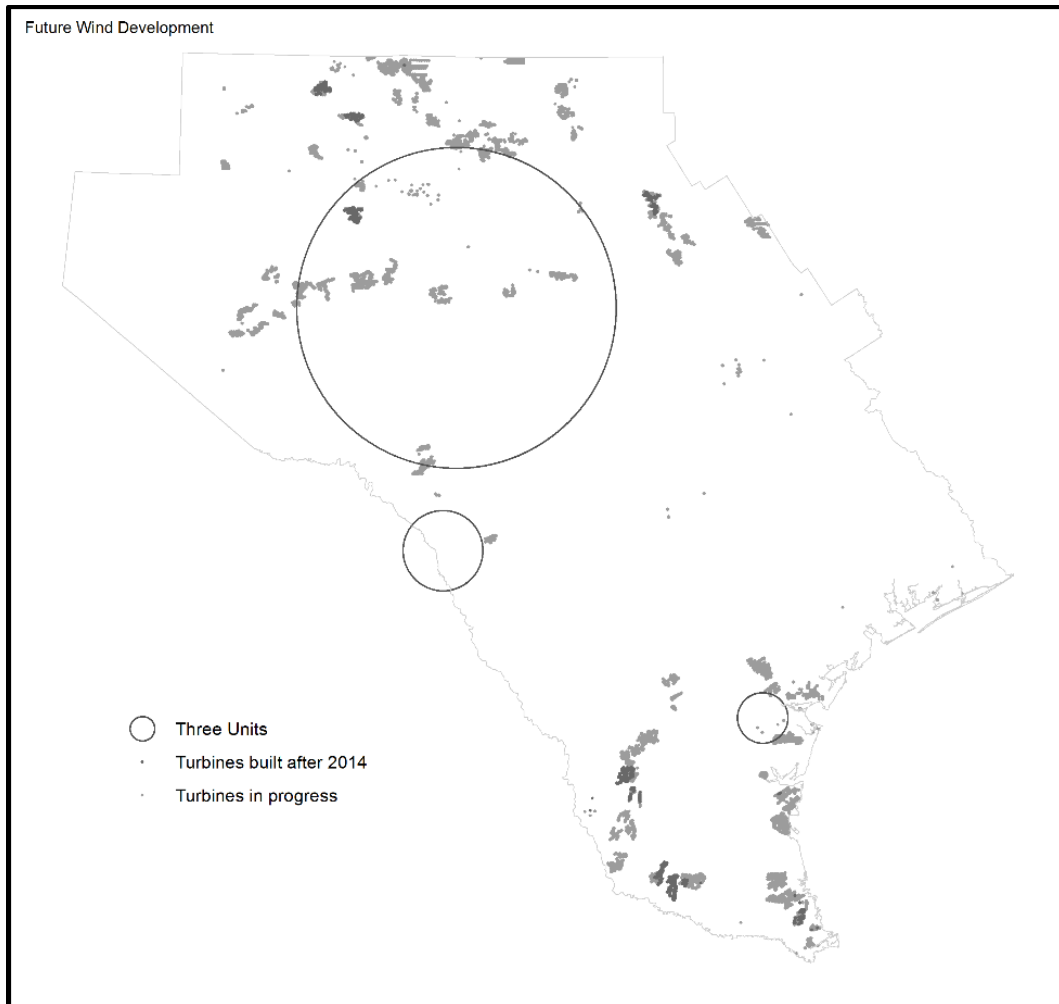 Future Wind Development
Three Units
Turbines built after 2014
Turbines in progress